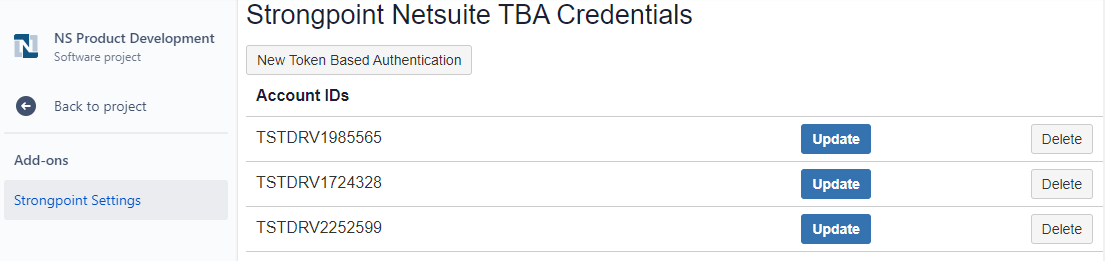 NS Product Development
Software project
Back to project
Add-ons
Strongpoint Settings
Strongpoint Netsuite TBA Credentials
New Token Based Authentication
Account IDs
TSTDRV1985565 Update Delete
TSTDRV1724328 Update Delete
TSTDRV2252599 Update Delete